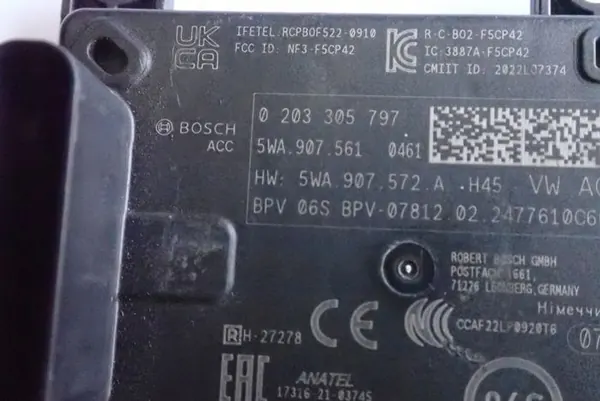 UK CA
IFETEL: RCPBOF522-0910
FCC ID: NF3-F5CP42
R-C-BO2-F5CP42
IC:3887A-F5CP42
CMIIT ID: 2022LO7374
BOSCH
ACC
0 203 305 797
5WA.907.561 0461
HW: 5WA.907.572.A .H45 VW
BPV 06S BPV-07812.02.2477610C6
ROBERT BOSCH GMBH
POSTFACH 1661,
71226 LEONBERG,GERMANY
CE
CCC
CCAF22LP0920T6
R H-27278
EAC
ANATEL
17316-21-03745